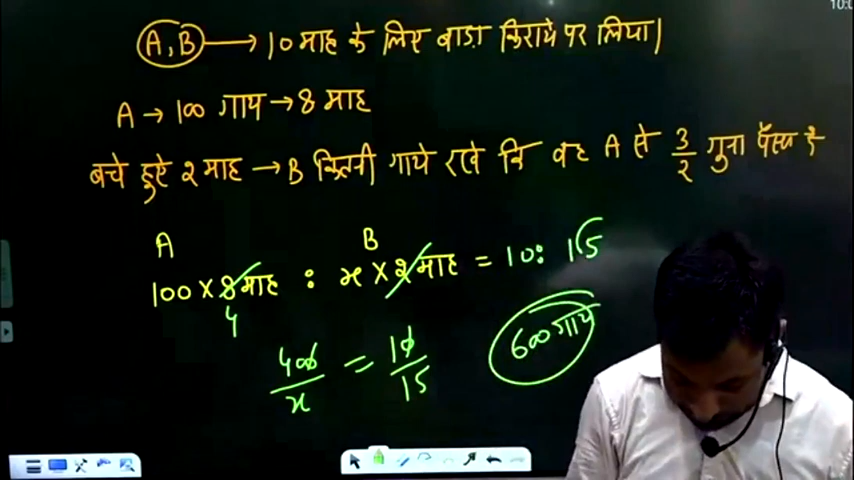 A, B → 10 माह के लिए बाड़ा किराये पर लिया।
A → 100 गाय → 8 माह
बचे हुऐ 2 माह → B कितनी गाये रखे कि वह A से 3/2 गुना पैसा दे
A B
100 × 8 माह : x × 2 माह = 10 : 15
4
400/x = 10/15 600 गाय